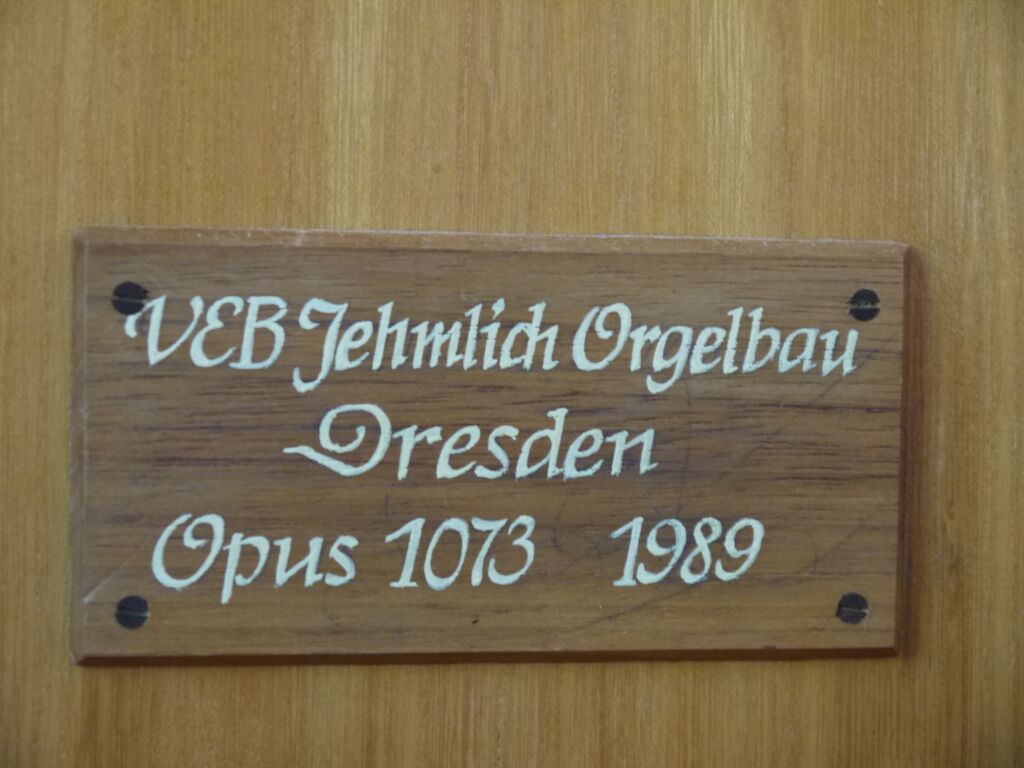 VEB Jehmlich Orgelbau
Dresden
Opus 1073 1989